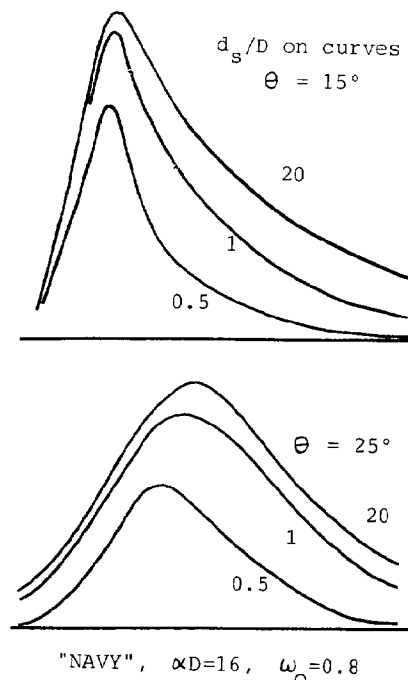 d_s/D on curves
θ = 15°
20
1
0.5
θ = 25°
20
1
0.5
"NAVY", αD=16, ω_o=0.8